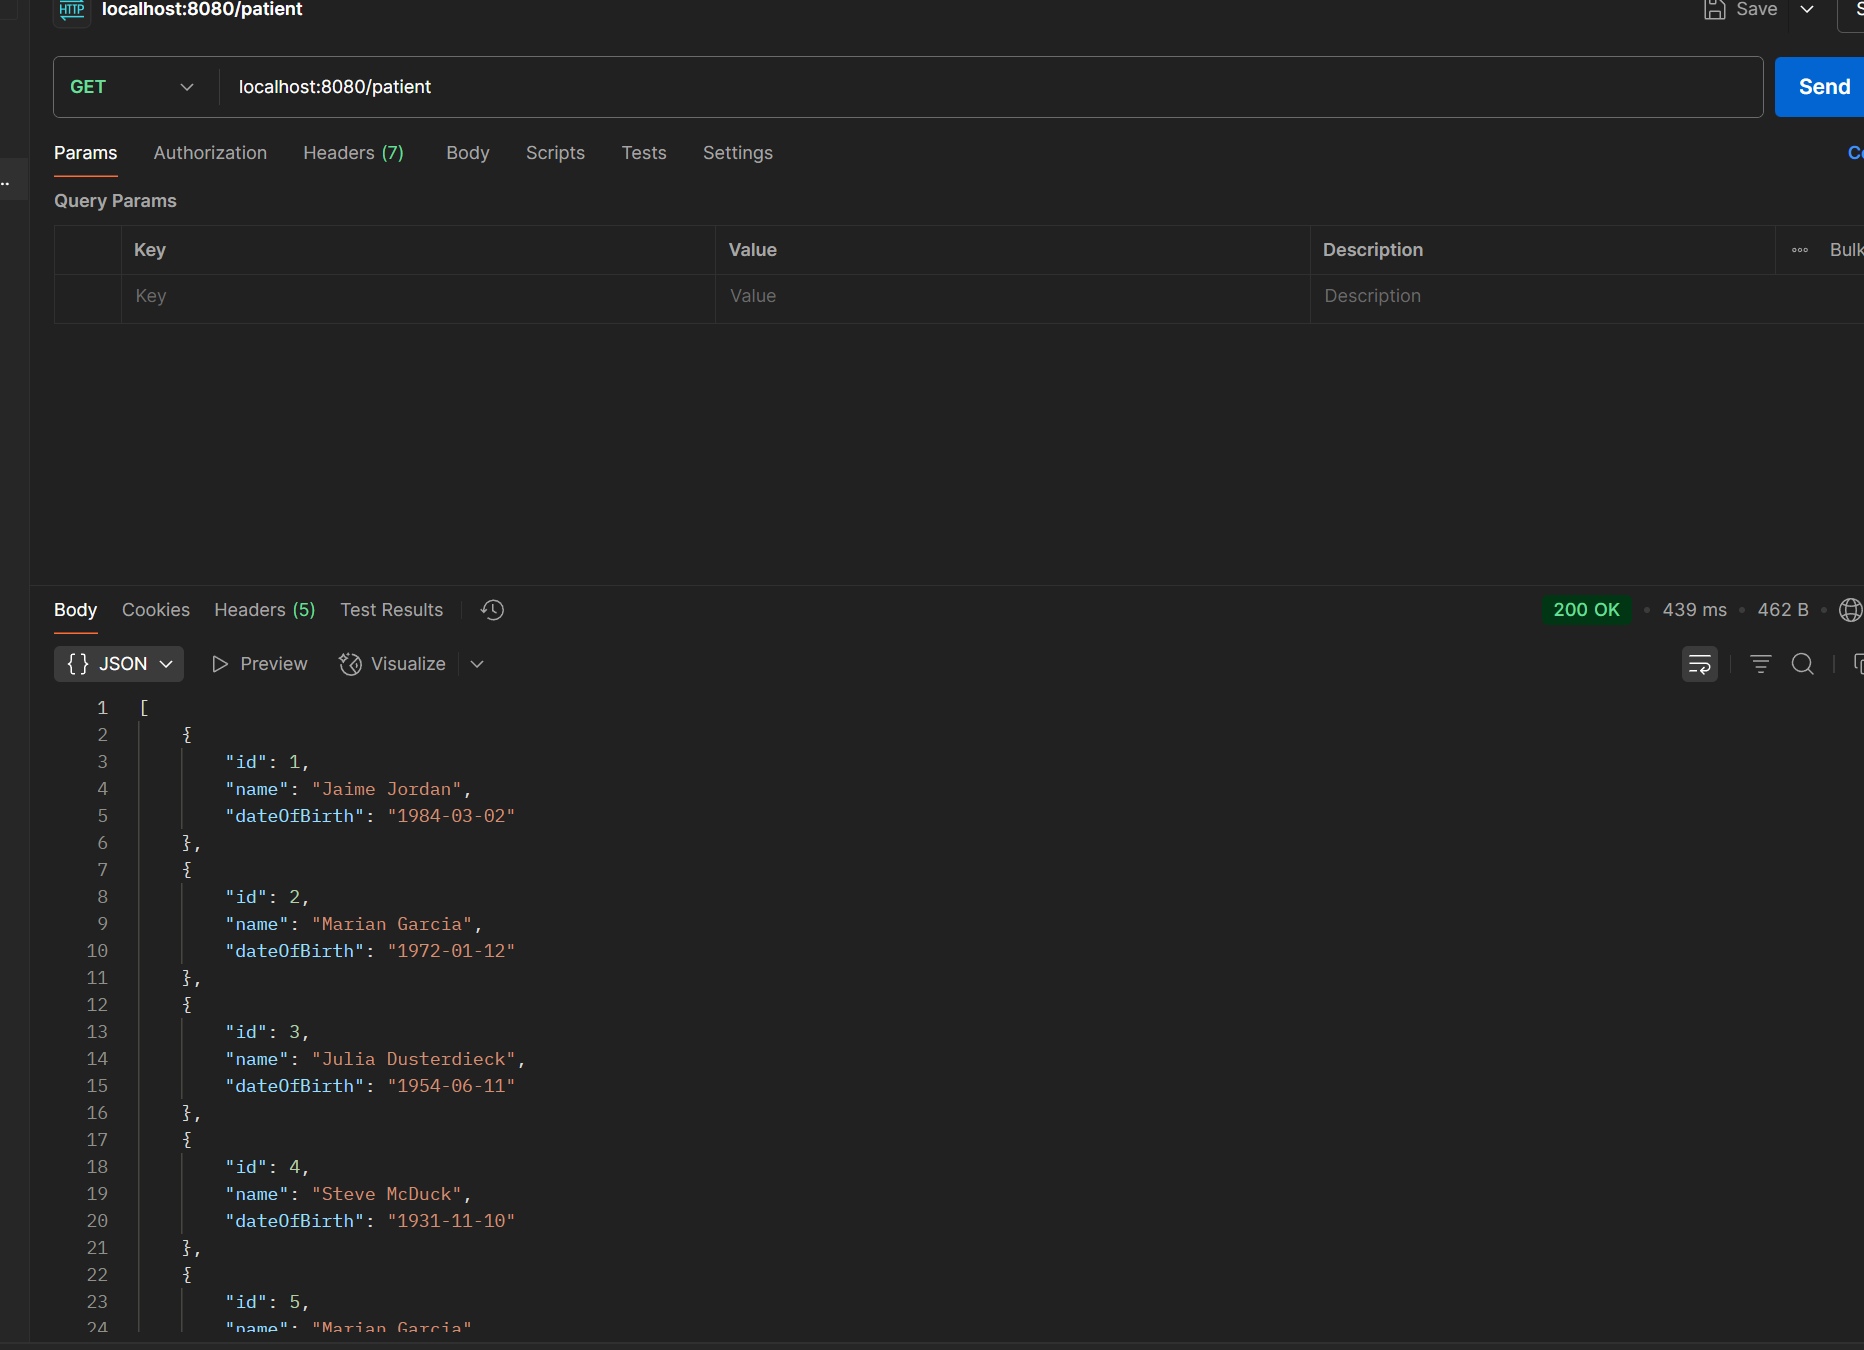 HTTP localhost:8080/patient Save
GET localhost:8080/patient Send
Params Authorization Headers (7) Body Scripts Tests Settings
Query Params
Key Value Description Bulk
Key Value Description
Body Cookies Headers (5) Test Results 200 OK • 439 ms • 462 B •
{ } JSON Preview Visualize
1 [
2 {
3 "id": 1,
4 "name": "Jaime Jordan",
5 "dateOfBirth": "1984-03-02"
6 },
7 {
8 "id": 2,
9 "name": "Marian Garcia",
10 "dateOfBirth": "1972-01-12"
11 },
12 {
13 "id": 3,
14 "name": "Julia Dusterdieck",
15 "dateOfBirth": "1954-06-11"
16 },
17 {
18 "id": 4,
19 "name": "Steve McDuck",
20 "dateOfBirth": "1931-11-10"
21 },
22 {
23 "id": 5,
24 "name": "Marian Garcia"